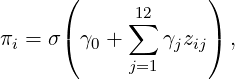 π_i = σ( γ_0 + ∑_{j=1}^{12} γ_j z_{ij} ) ,